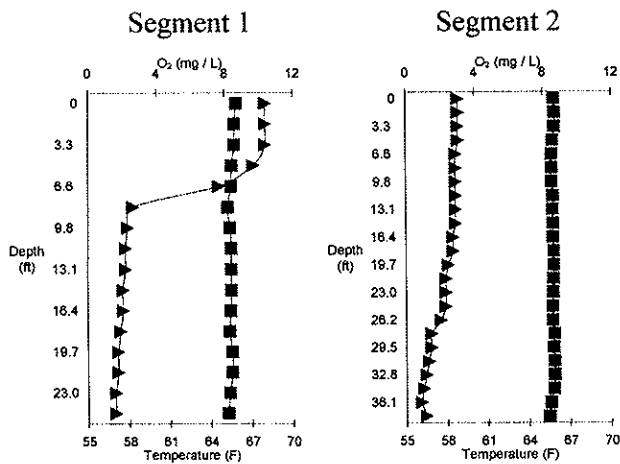 Segment 1
O₂ (mg / L)
0 4 8 12
0
3.3
6.6
9.8
13.1
16.4
19.7
23.0
Depth
(ft)
55 58 61 64 67 70
Temperature (F)
Segment 2
O₂ (mg / L)
0 4 8 12
0
3.3
6.6
9.8
13.1
16.4
19.7
23.0
26.2
29.5
32.8
36.1
Depth
(ft)
55 58 61 64 67 70
Temperature (F)